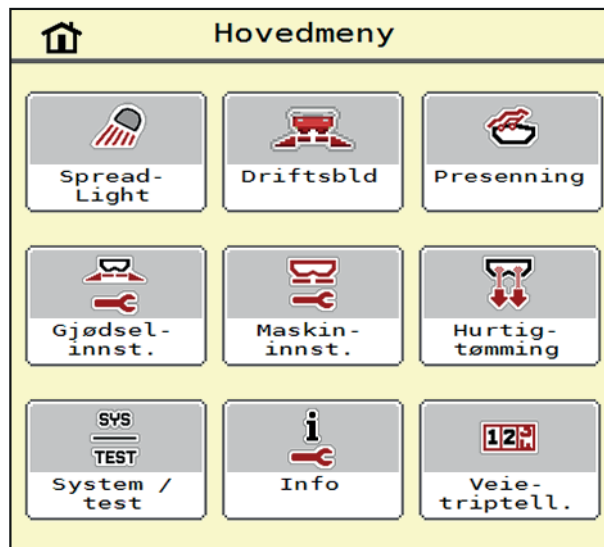 Hovedmeny
Spread-
Light
Driftsbld
Presenning
Gjødsel-
innst.
Maskin-
innst.
Hurtig-
tømming
SYS
TEST
System /
test
i
Info
12
Veie-
triptell.